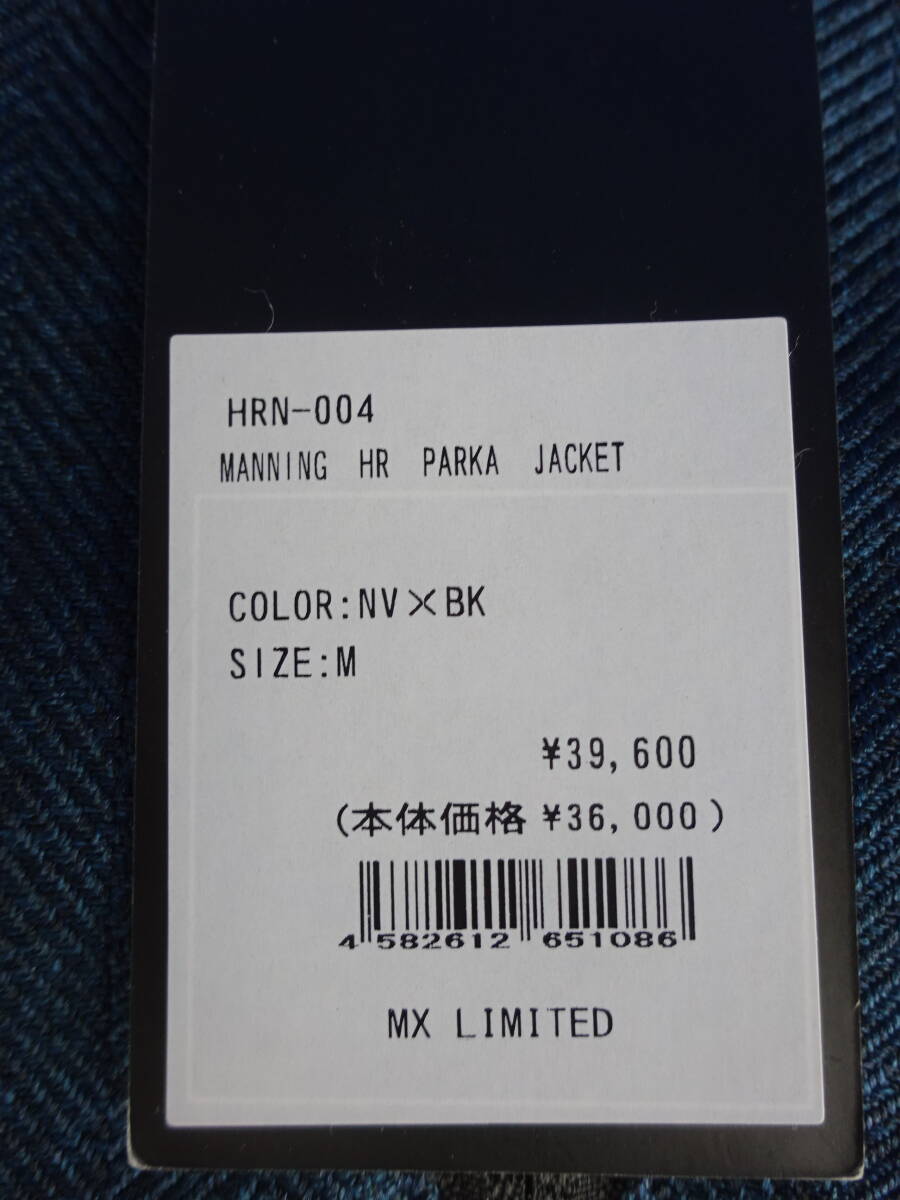 HRN-004
MANNING HR PARKA JACKET
COLOR:NV×BK
SIZE:M
¥39,600
(本体価格 ¥36,000)
4 582612 651086
MX LIMITED